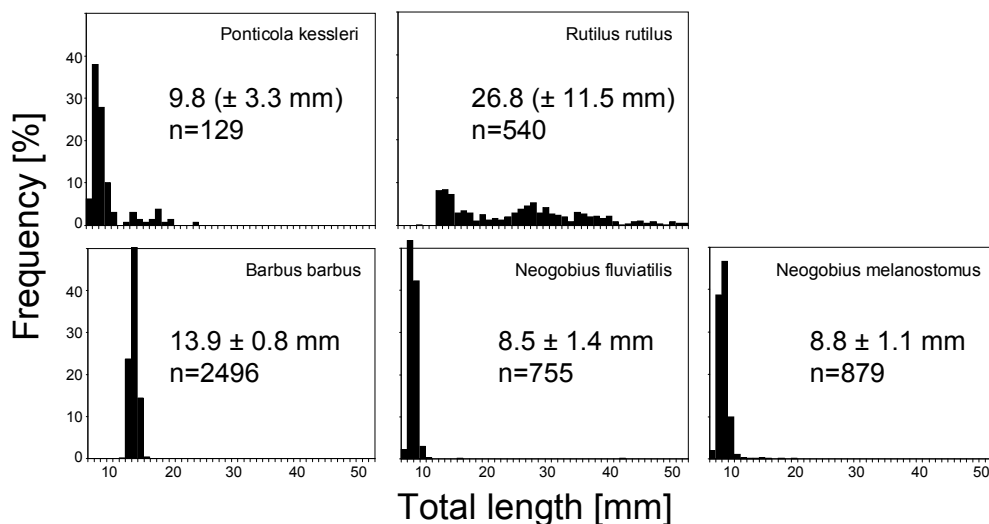 Frequency [%]
Ponticola kessleri
9.8 (± 3.3 mm)
n=129
40
30
20
10
0
Rutilus rutilus
26.8 (± 11.5 mm)
n=540
Barbus barbus
13.9 ± 0.8 mm
n=2496
40
30
20
10
0
10 20 30 40 50
Neogobius fluviatilis
8.5 ± 1.4 mm
n=755
10 20 30 40 50
Neogobius melanostomus
8.8 ± 1.1 mm
n=879
10 20 30 40 50
Total length [mm]